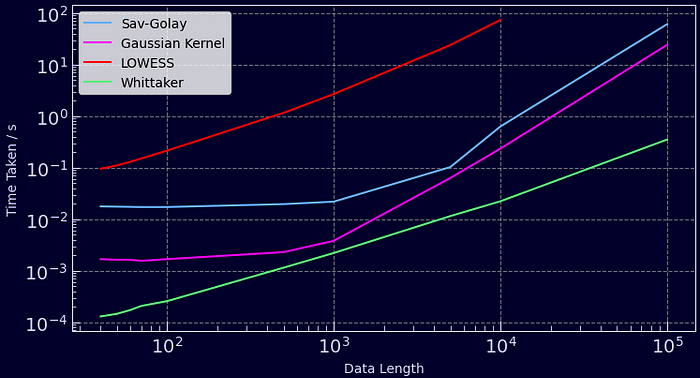 Sav-Golay
Gaussian Kernel
LOWESS
Whittaker
10²
10¹
10⁰
10⁻¹
10⁻²
10⁻³
10⁻⁴
Time Taken / s
10² 10³ 10⁴ 10⁵
Data Length